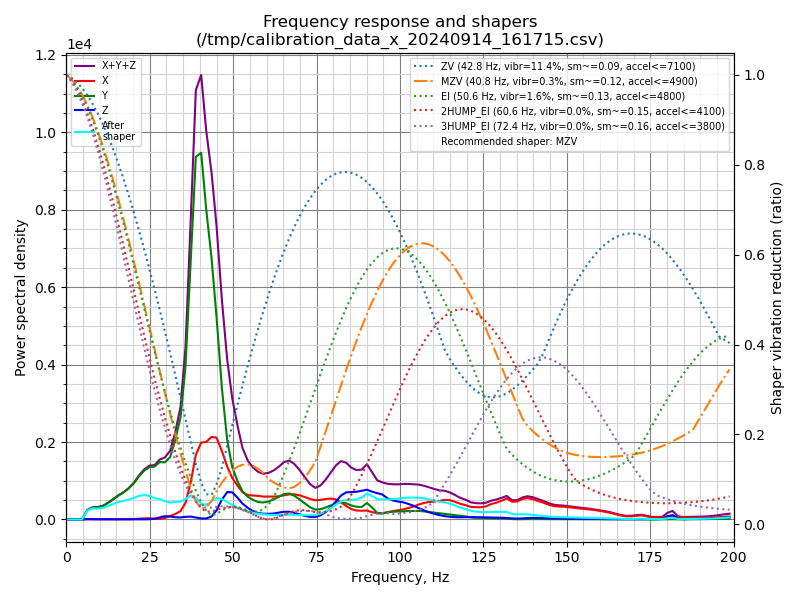 Frequency response and shapers
(/tmp/calibration_data_x_20240914_161715.csv)
1e4
X+Y+Z
X
Y
Z
After
shaper
ZV (42.8 Hz, vibr=11.4%, sm~=0.09, accel<=7100)
MZV (40.8 Hz, vibr=0.3%, sm~=0.12, accel<=4900)
EI (50.6 Hz, vibr=1.6%, sm~=0.13, accel<=4800)
2HUMP_EI (60.6 Hz, vibr=0.0%, sm~=0.15, accel<=4100)
3HUMP_EI (72.4 Hz, vibr=0.0%, sm~=0.16, accel<=3800)
Recommended shaper: MZV
Power spectral density
1.2
1.0
0.8
0.6
0.4
0.2
0.0
1.0
0.8
0.6
0.4
0.2
0.0
Shaper vibration reduction (ratio)
0 25 50 75 100 125 150 175 200
Frequency, Hz